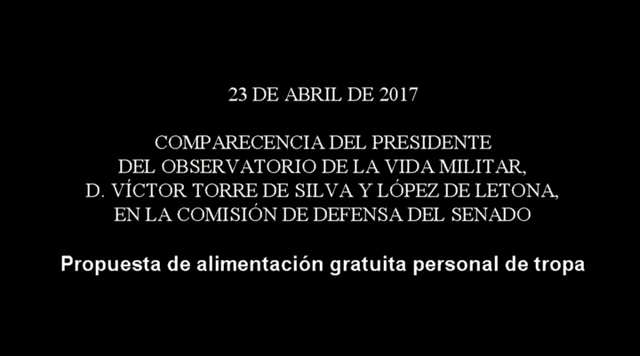 23 DE ABRIL DE 2017
COMPARECENCIA DEL PRESIDENTE
DEL OBSERVATORIO DE LA VIDA MILITAR,
D. VÍCTOR TORRE DE SILVA Y LÓPEZ DE LETONA,
EN LA COMISIÓN DE DEFENSA DEL SENADO
Propuesta de alimentación gratuita personal de tropa